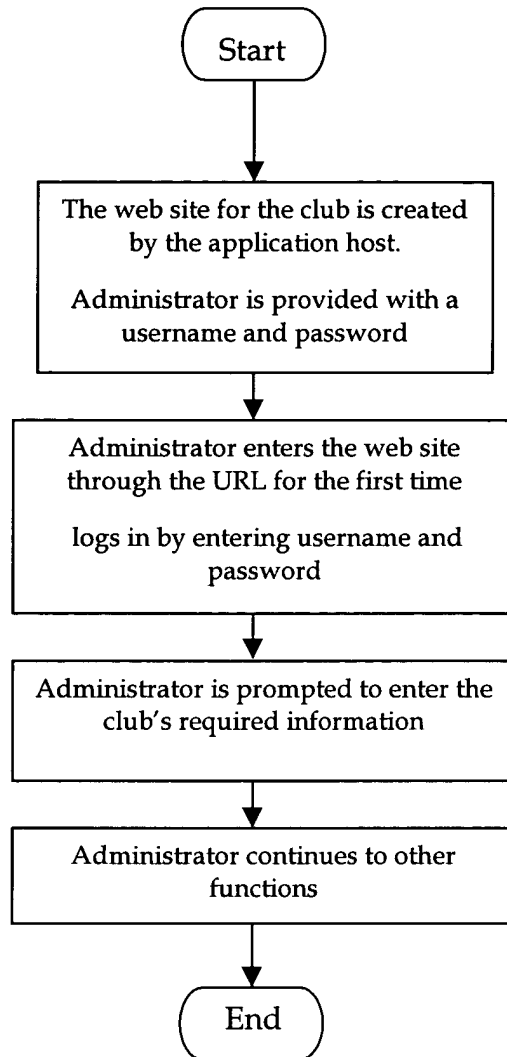 Start
The web site for the club is created
by the application host.
Administrator is provided with a
username and password
Administrator enters the web site
through the URL for the first time
logs in by entering username and
password
Administrator is prompted to enter the
club's required information
Administrator continues to other
functions
End